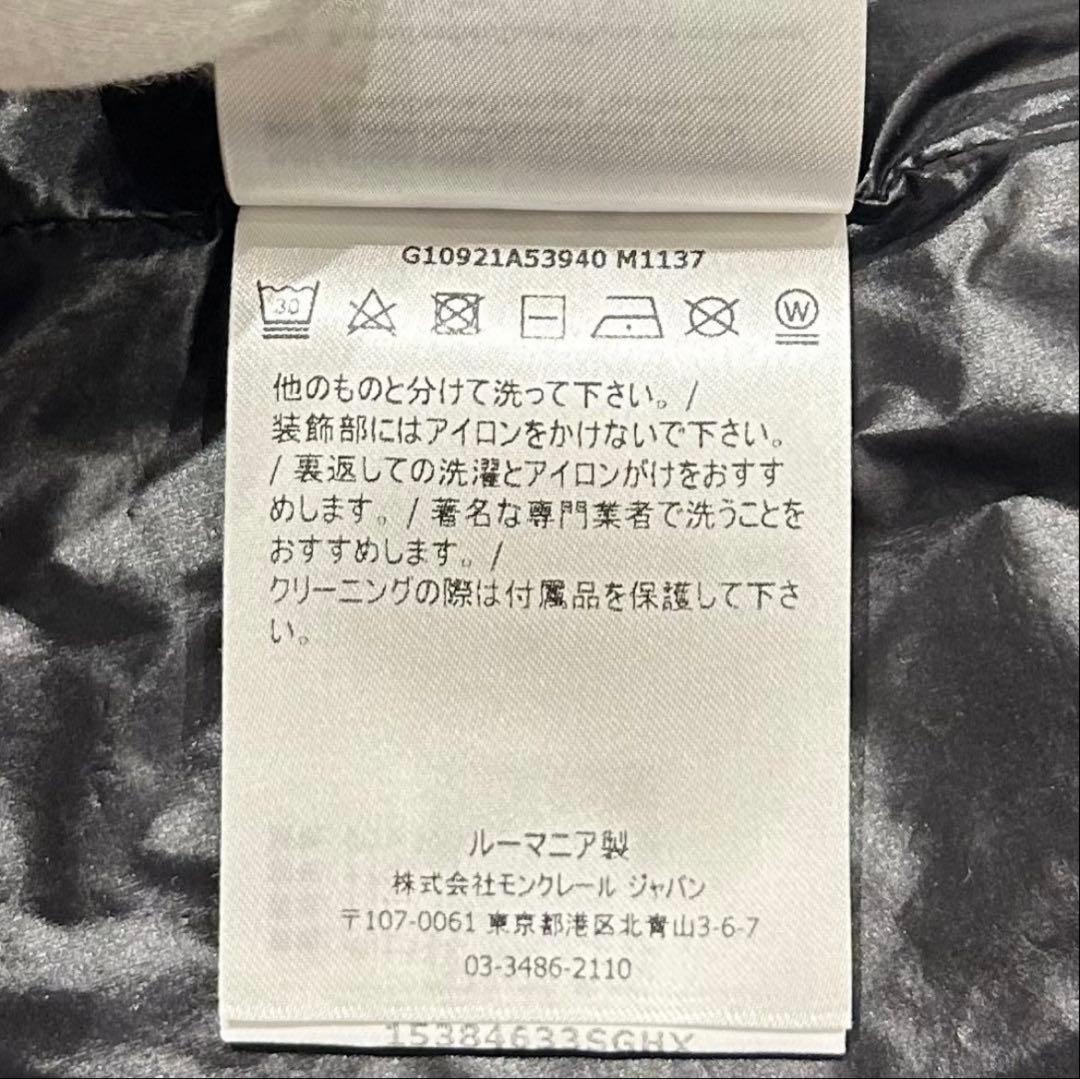 G10921A53940 M1137
30
W
他のものと分けて洗って下さい。/
装飾部にはアイロンをかけないで下さい。
/ 裏返しての洗濯とアイロンがけをおすす
めします。/ 著名な専門業者で洗うことを
おすすめします。/
クリーニングの際は付属品を保護して下さ
い。
ルーマニア製
株式会社モンクレール ジャパン
〒107-0061 東京都港区北青山3-6-7
03-3486-2110
15384633SGHX